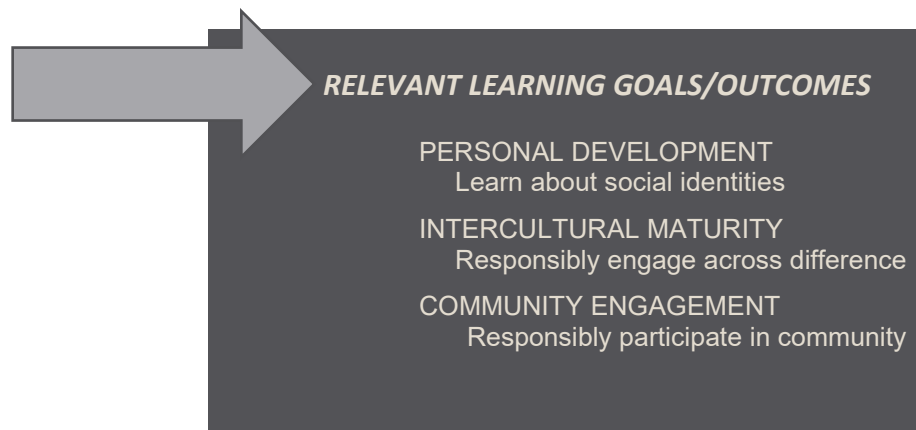 RELEVANT LEARNING GOALS/OUTCOMES
PERSONAL DEVELOPMENT
Learn about social identities
INTERCULTURAL MATURITY
Responsibly engage across difference
COMMUNITY ENGAGEMENT
Responsibly participate in community